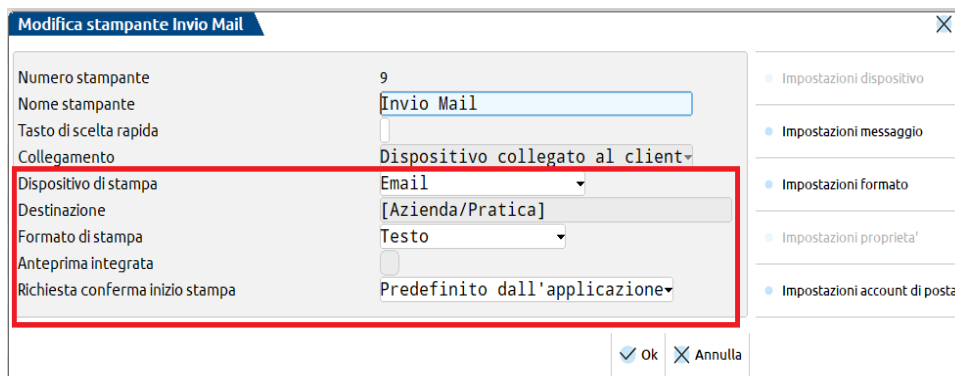 Modifica stampante Invio Mail
Numero stampante 9
Nome stampante Invio Mail
Tasto di scelta rapida
Collegamento Dispositivo collegato al client
Dispositivo di stampa Email
Destinazione [Azienda/Pratica]
Formato di stampa Testo
Anteprima integrata
Richiesta conferma inizio stampa Predefinito dall'applicazione
Impostazioni dispositivo
Impostazioni messaggio
Impostazioni formato
Impostazioni proprieta'
Impostazioni account di posta
Ok Annulla